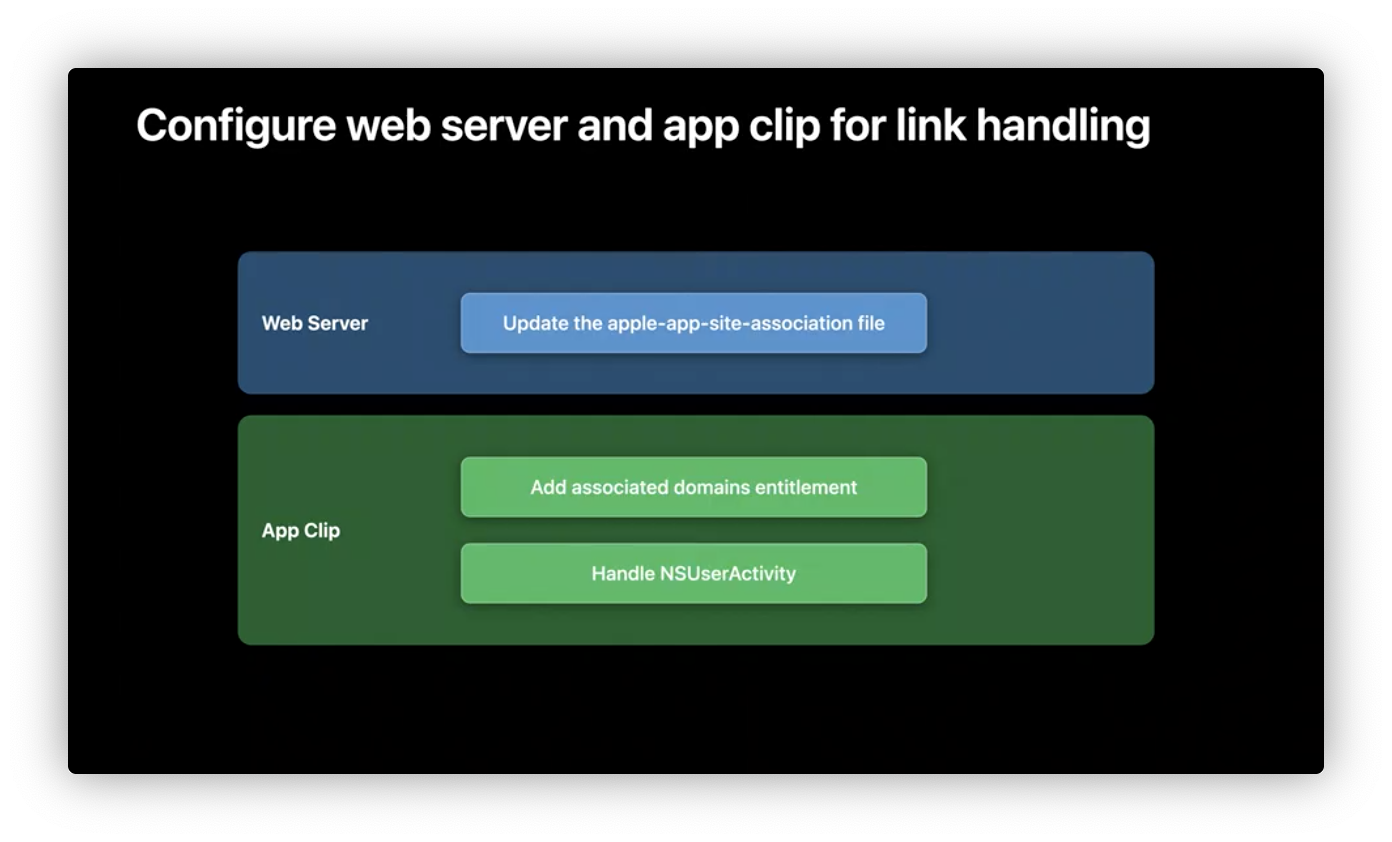 Configure web server and app clip for link handling
Web Server
Update the apple-app-site-association file
App Clip
Add associated domains entitlement
Handle NSUserActivity